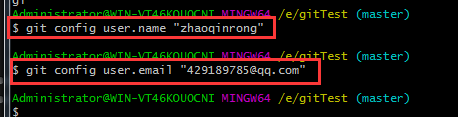 Administrator@WIN-VT46KOUOCNI MINGW64 /e/gitTest (master)
$ git config user.name "zhaoqinrong"
Administrator@WIN-VT46KOUOCNI MINGW64 /e/gitTest (master)
$ git config user.email "429189785@qq.com"
Administrator@WIN-VT46KOUOCNI MINGW64 /e/gitTest (master)
$